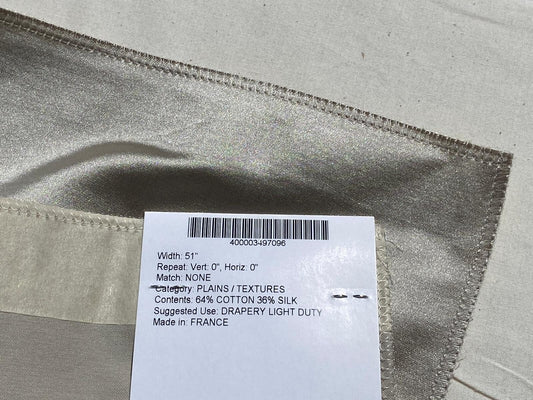 400003497096
Width: 51"
Repeat: Vert: 0", Horiz: 0"
Match: NONE
Category: PLAINS / TEXTURES
Contents: 64% COTTON 36% SILK
Suggested Use: DRAPERY LIGHT DUTY
Made in: FRANCE